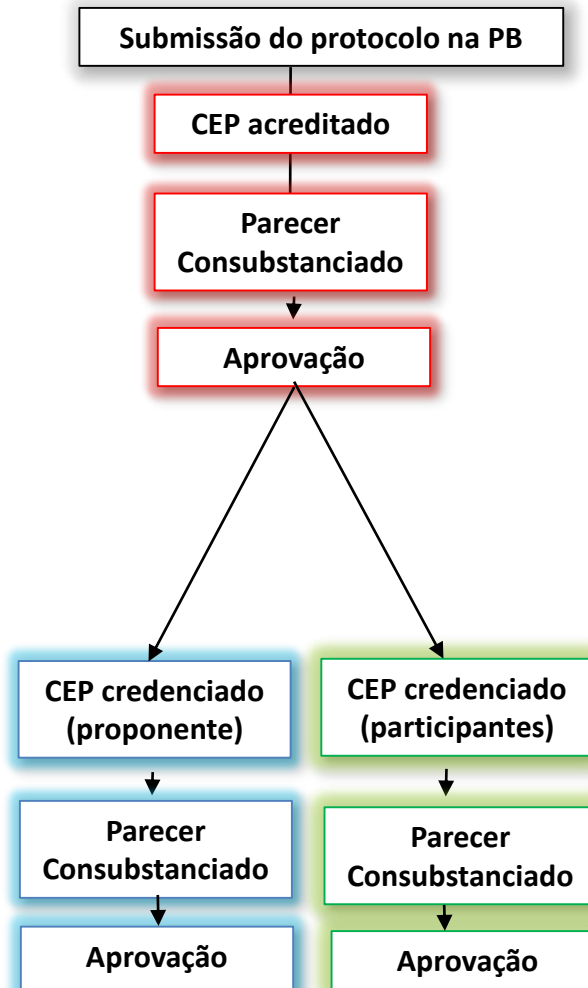 Submissão do protocolo na PB
CEP acreditado
Parecer
Consubstanciado
Aprovação
CEP credenciado
(proponente)
Parecer
Consubstanciado
Aprovação
CEP credenciado
(participantes)
Parecer
Consubstanciado
Aprovação